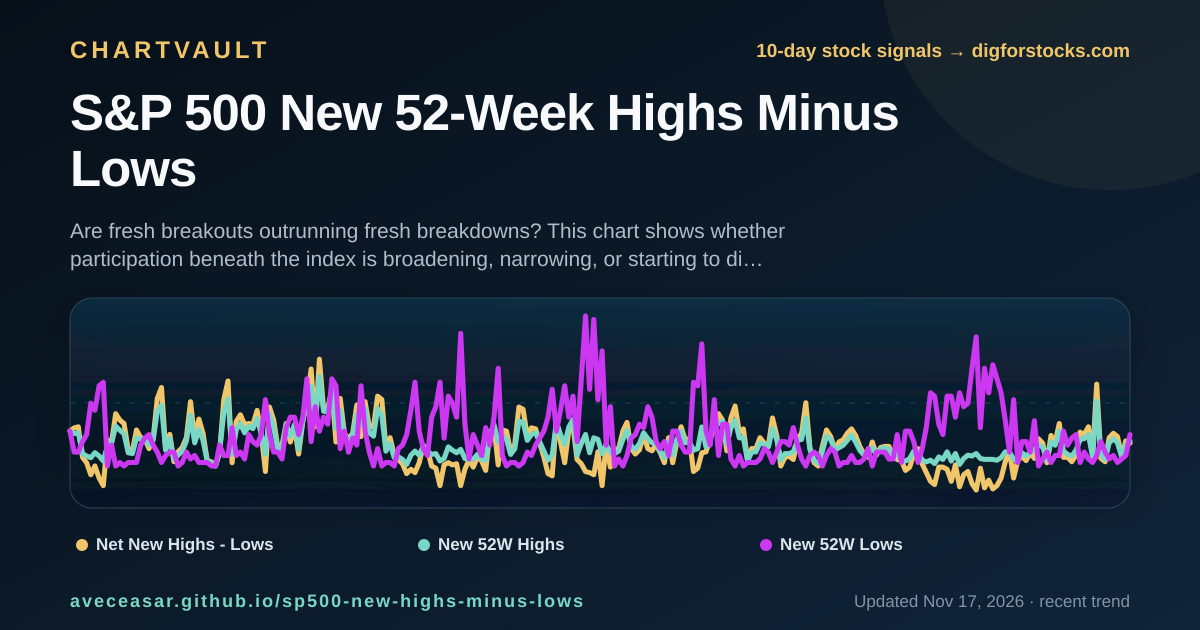 CHARTVAULT
10-day stock signals → digforstocks.com
S&P 500 New 52-Week Highs Minus
Lows
Are fresh breakouts outrunning fresh breakdowns? This chart shows whether
participation beneath the index is broadening, narrowing, or starting to di…
Net New Highs - Lows
New 52W Highs
New 52W Lows
aveceasar.github.io/sp500-new-highs-minus-lows
Updated Nov 17, 2026 · recent trend